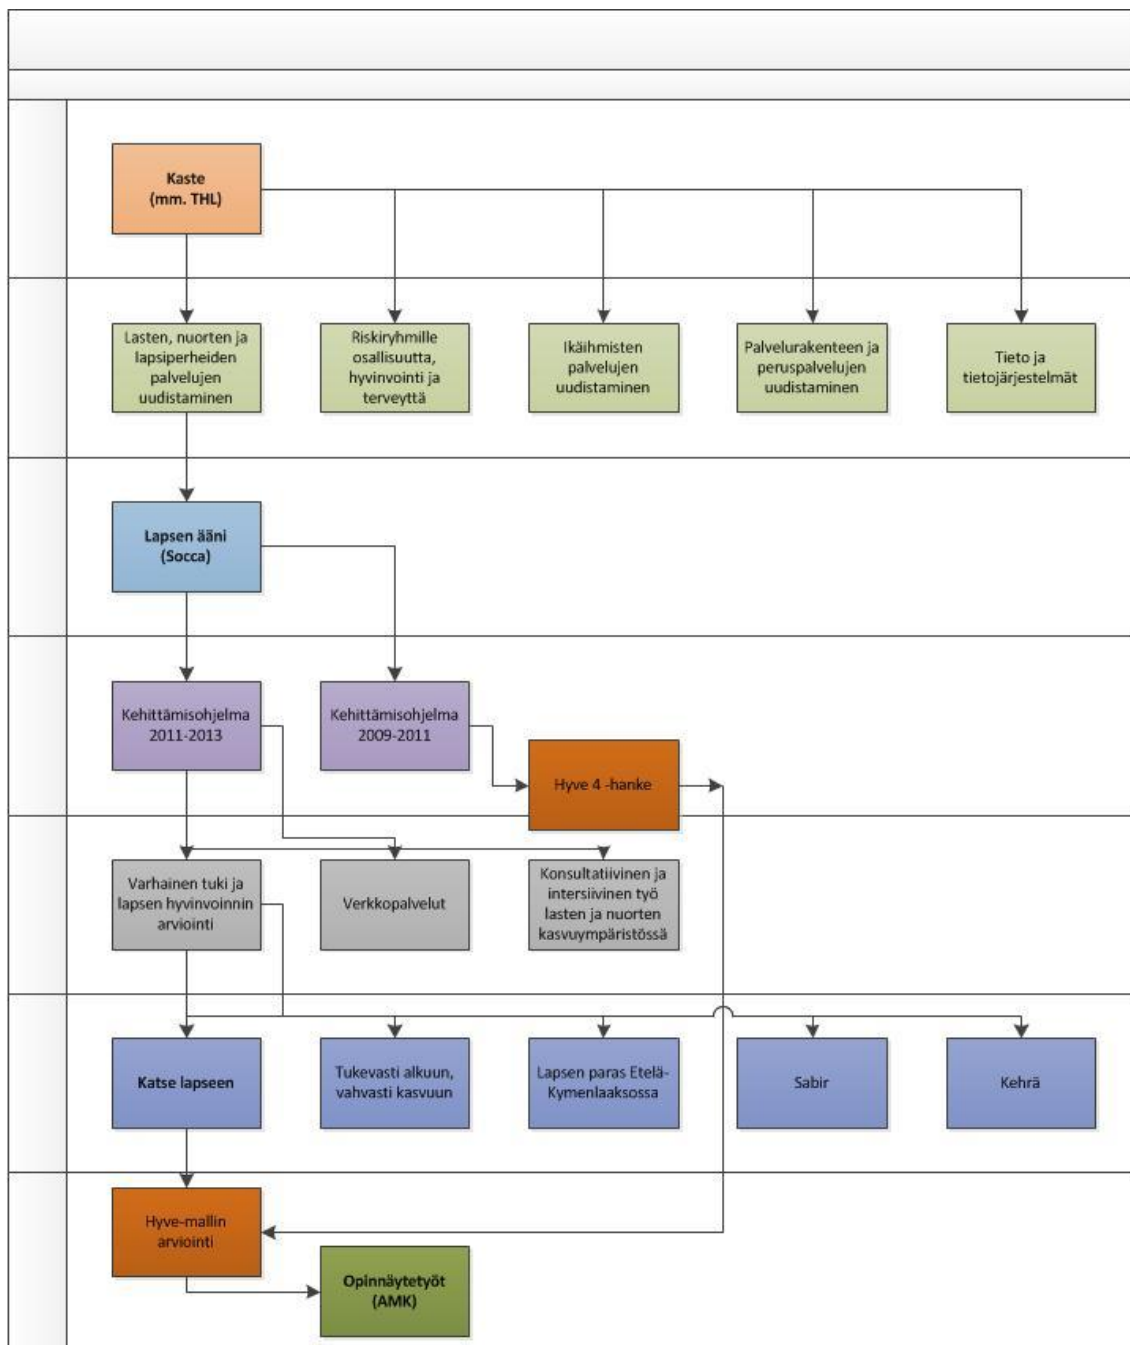 Kaste
(mm. THL)
Lasten, nuorten ja
lapsiperheiden
palvelujen
uudistaminen
Riskiryhmille
osallisuutta,
hyvinvointi ja
terveyttä
Ikäihmisten
palvelujen
uudistaminen
Palvelurakenteen ja
peruspalvelujen
uudistaminen
Tieto ja
tietojärjestelmät
Lapsen ääni
(Socca)
Kehittämisohjelma
2011-2013
Kehittämisohjelma
2009-2011
Hyve 4 -hanke
Varhainen tuki ja
lapsen hyvinvoinnin
arviointi
Verkkopalvelut
Konsultatiivinen ja
intersiivinen työ
lasten ja nuorten
kasvuympäristössä
Katse lapseen
Tukevasti alkuun,
vahvasti kasvuun
Lapsen paras Etelä-
Kymenlaaksossa
Sabir
Kehrä
Hyve-mallin
arviointi
Opinnäytetyöt
(AMK)